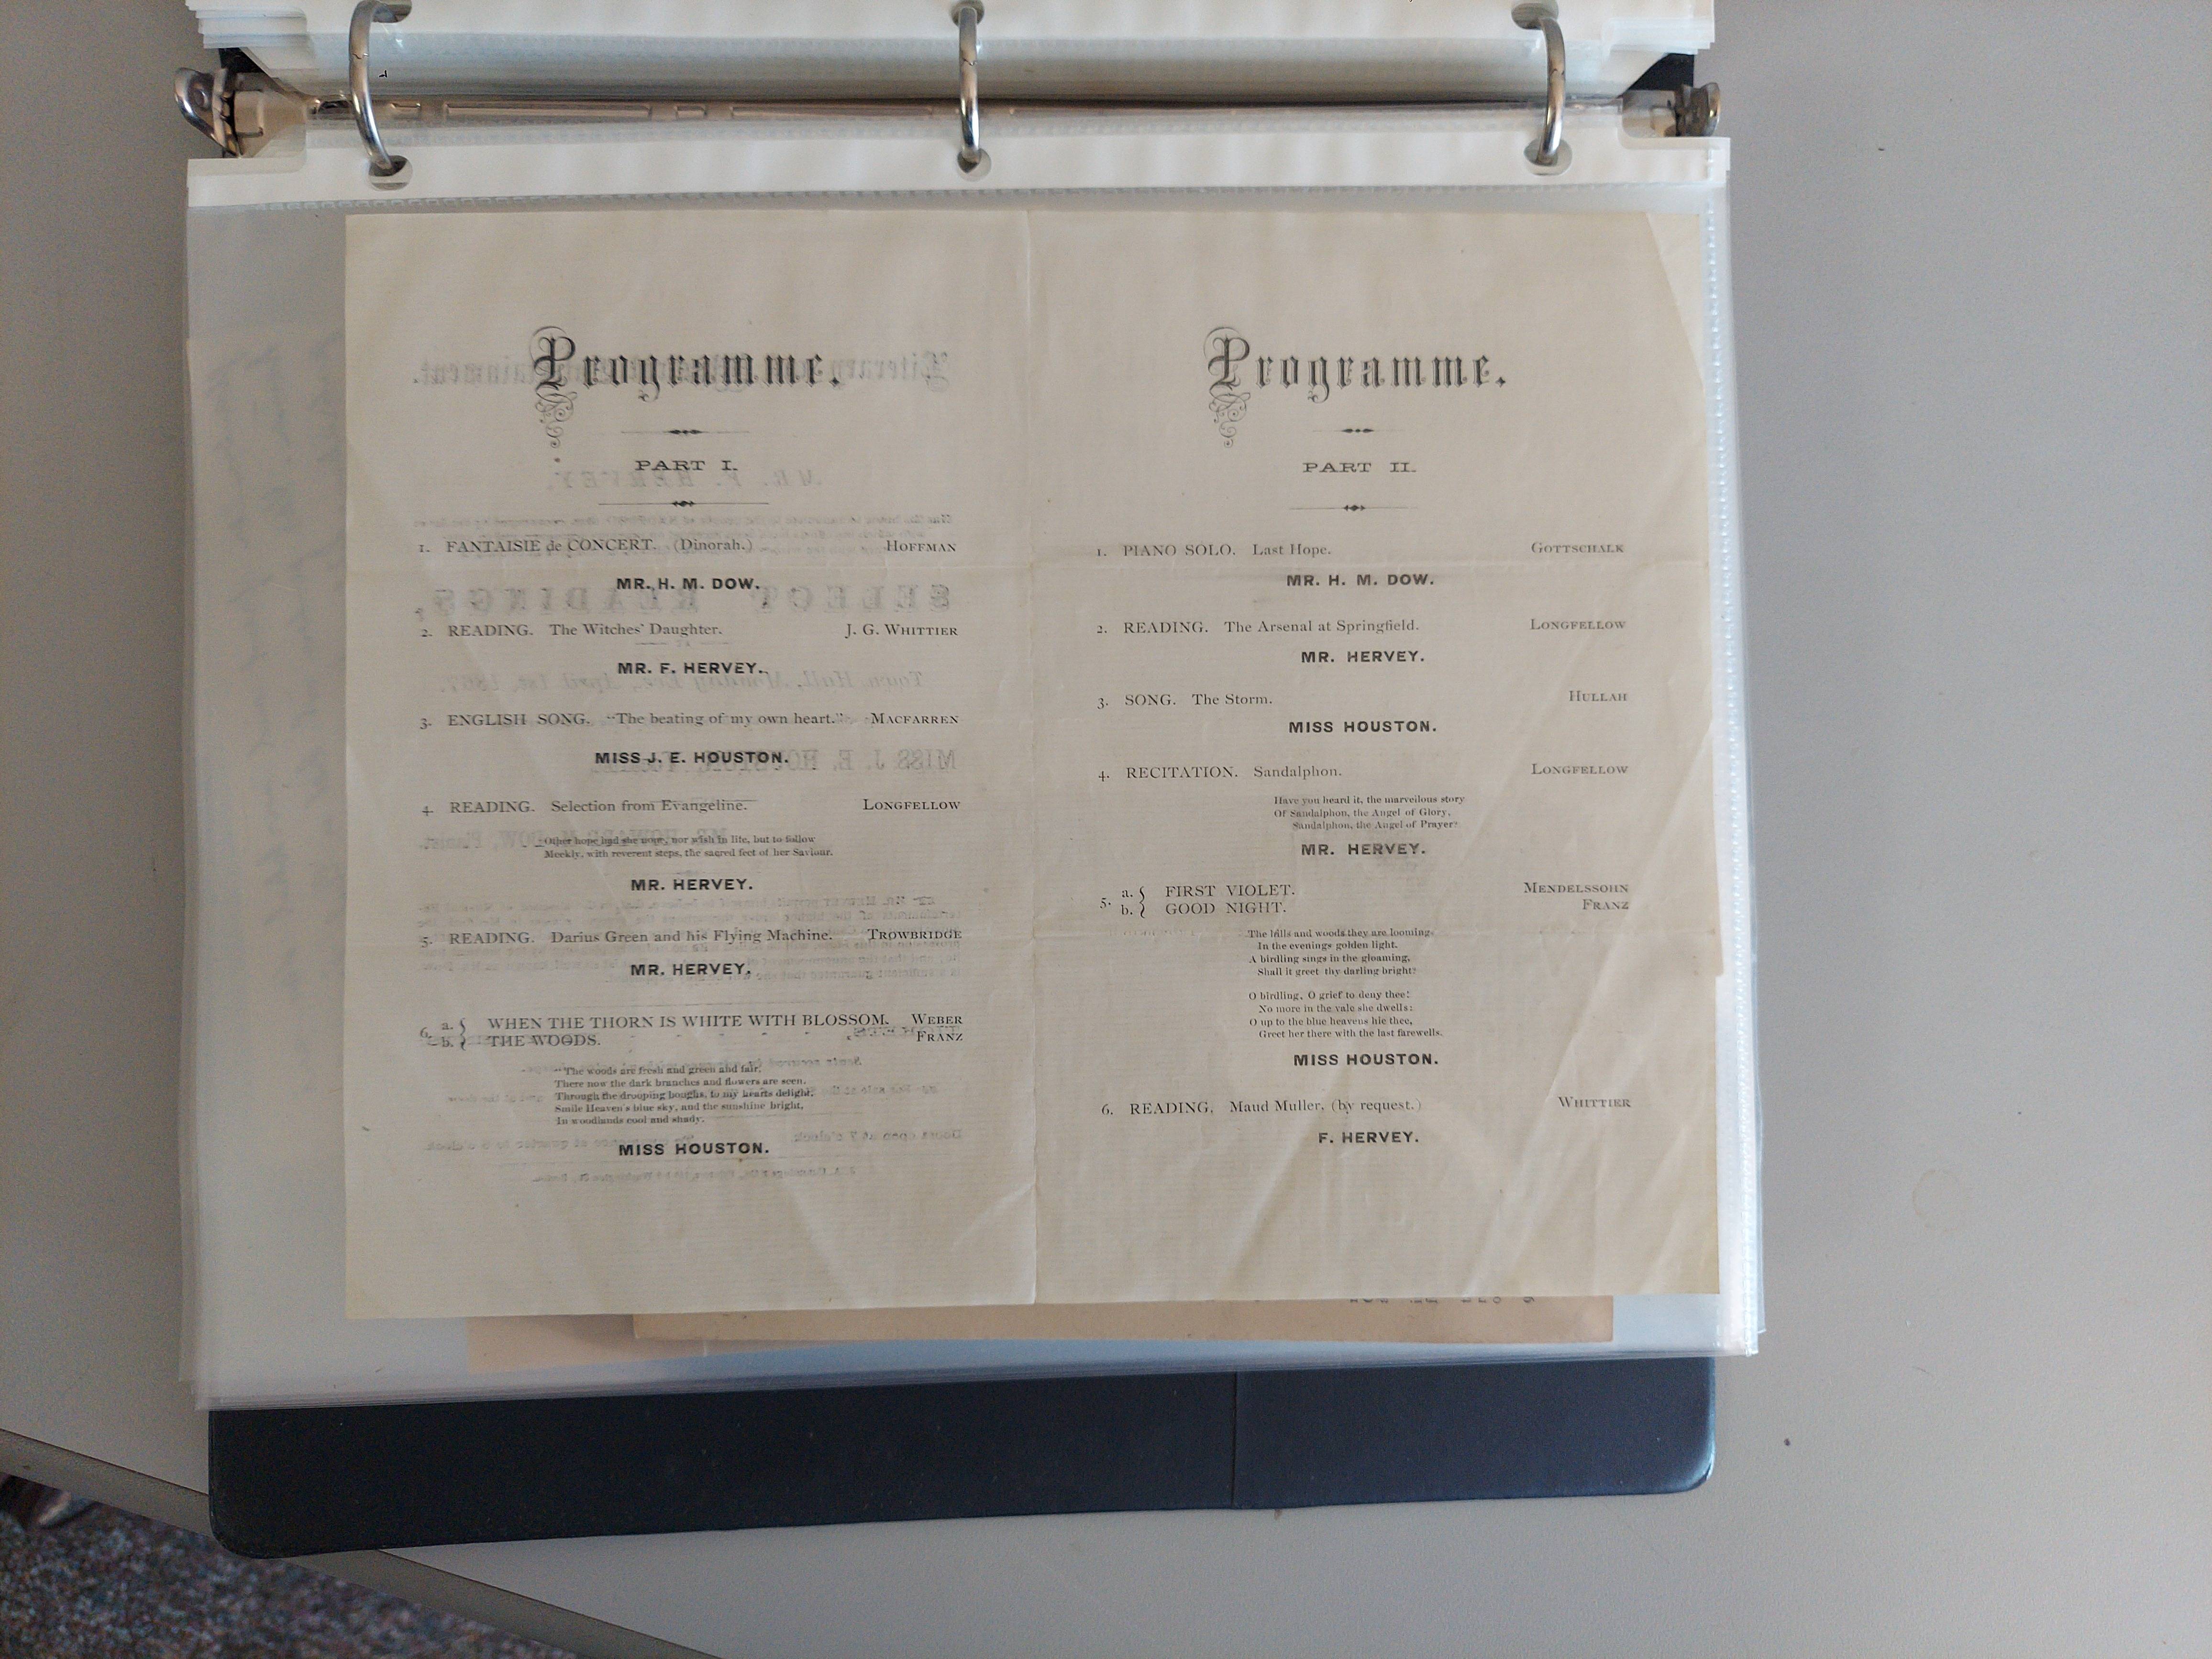 Programme.
PART I.
1. FANTAISIE de CONCERT. (Dinorah.) HOFFMAN
MR. H. M. DOW.
2. READING. The Witches' Daughter. J. G. WHITTIER
MR. F. HERVEY.
3. ENGLISH SONG. "The beating of my own heart." MACFARREN
MISS J. E. HOUSTON.
4. READING. Selection from Evangeline. LONGFELLOW
Other hope had she none, nor wish in life, but to follow
Meekly, with reverent steps, the sacred feet of her Saviour.
MR. HERVEY.
5. READING. Darius Green and his Flying Machine. TROWBRIDGE
MR. HERVEY.
6. a. WHEN THE THORN IS WHITE WITH BLOSSOM. WEBER
b. THE WOODS. FRANZ
"The woods are fresh and green and fair,
There now the dark branches and flowers are seen.
Through the drooping boughs, to my hearts delight,
Smile Heaven's blue sky, and the sunshine bright,
In woodlands cool and shady.
MISS HOUSTON.
Programme.
PART II.
1. PIANO SOLO. Last Hope. GOTTSCHALK
MR. H. M. DOW.
2. READING. The Arsenal at Springfield. LONGFELLOW
MR. HERVEY.
3. SONG. The Storm. HULLAH
MISS HOUSTON.
4. RECITATION. Sandalphon. LONGFELLOW
Have you heard it, the marvellous story
Of Sandalphon, the Angel of Glory,
Sandalphon, the Angel of Prayer?
MR. HERVEY.
5. a. FIRST VIOLET. MENDELSSOHN
b. GOOD NIGHT. FRANZ
The hills and woods they are looming
In the evenings golden light.
A birdling sings in the gloaming,
Shall it greet thy darling bright?
O birdling, O grief to deny thee!
No more in the vale she dwells;
O up to the blue heavens hie thee,
Greet her there with the last farewells.
MISS HOUSTON.
6. READING. Maud Muller, (by request.) WHITTIER
F. HERVEY.